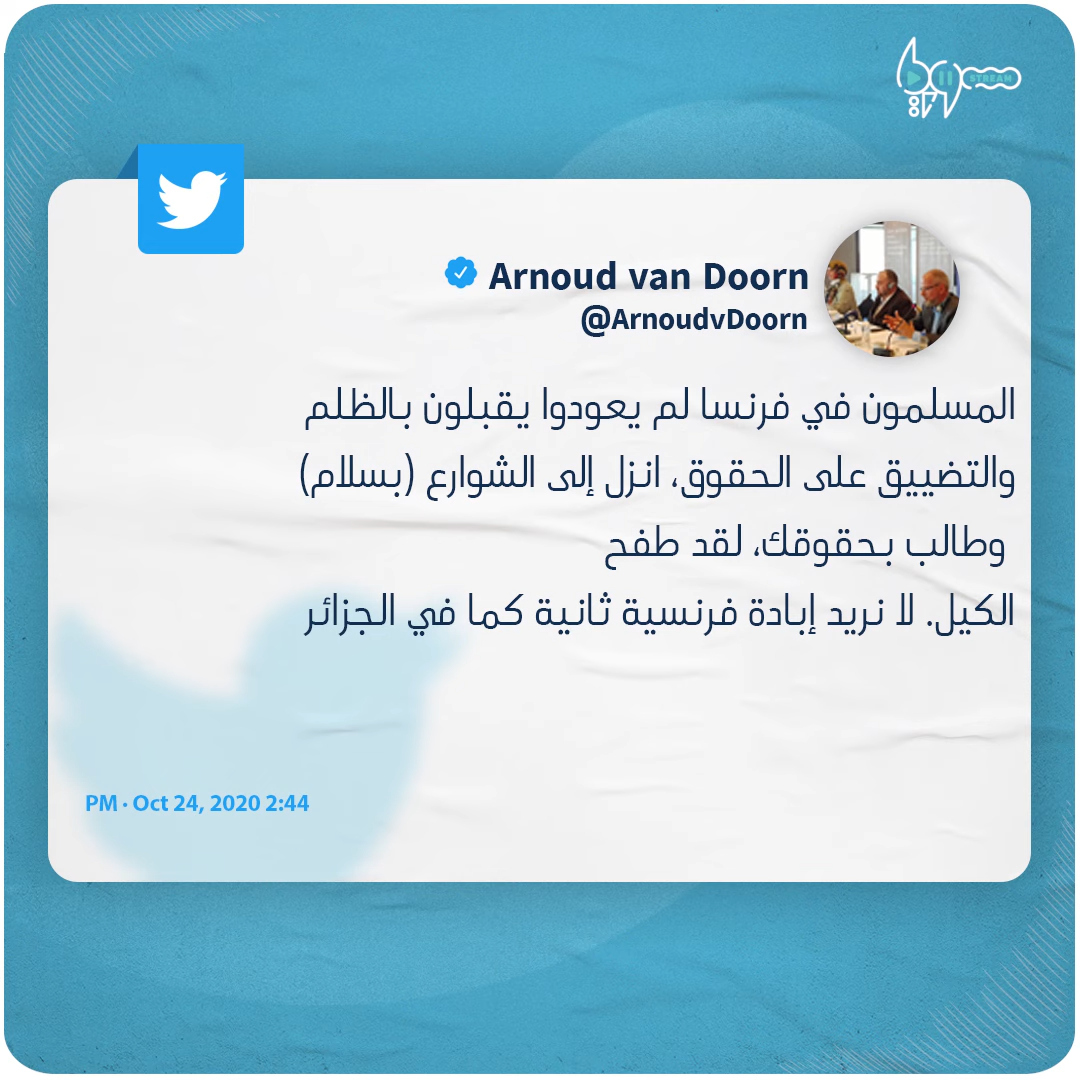 STREAM
Arnoud van Doorn
@ArnoudvDoorn
المسلمون في فرنسا لم يعودوا يقبلون بالظلم
والتضييق على الحقوق، انزل إلى الشوارع (بسلام)
وطالب بحقوقك، لقد طفح
الكيل. لا نريد إبادة فرنسية ثانية كما في الجزائر
PM · Oct 24, 2020 2:44